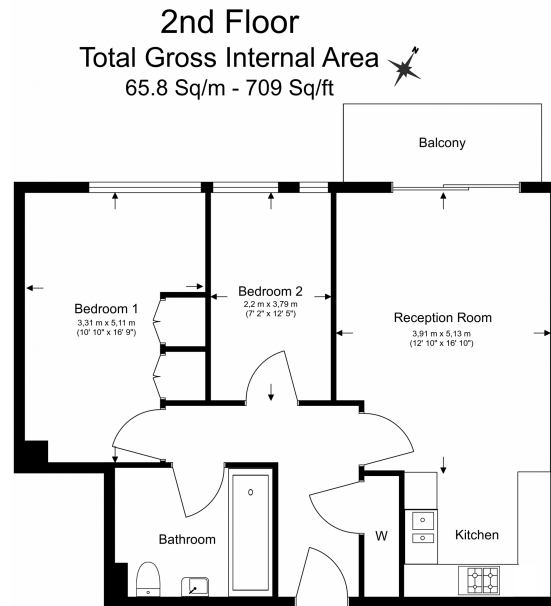 2nd Floor
Total Gross Internal Area
65.8 Sq/m - 709 Sq/ft
N
Balcony
Bedroom 1
3,31 m x 5,11 m
(10' 10" x 16' 9")
Bedroom 2
2,2 m x 3,79 m
(7' 2" x 12' 5")
Reception Room
3,91 m x 5,13 m
(12' 10" x 16' 10")
Bathroom
W
Kitchen